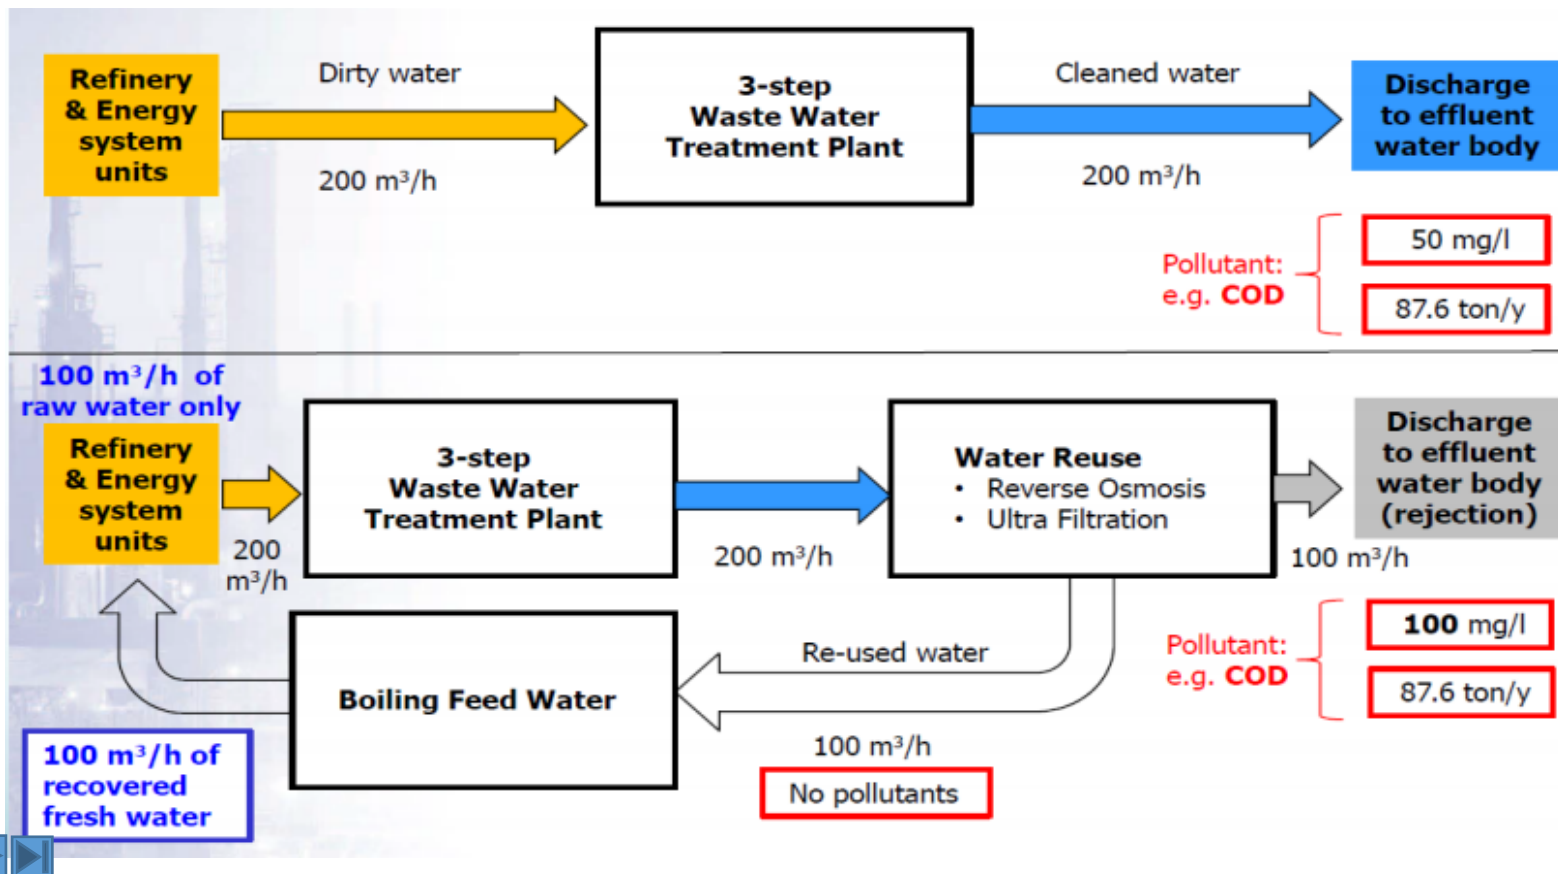 Refinery
& Energy
system
units
Dirty water
200 m³/h
3-step
Waste Water
Treatment Plant
Cleaned water
200 m³/h
Discharge
to effluent
water body
Pollutant:
e.g. COD
50 mg/l
87.6 ton/y
100 m³/h of
raw water only
Refinery
& Energy
system
units
200
m³/h
3-step
Waste Water
Treatment Plant
200 m³/h
Water Reuse
• Reverse Osmosis
• Ultra Filtration
100 m³/h
Discharge
to effluent
water body
(rejection)
Pollutant:
e.g. COD
100 mg/l
87.6 ton/y
Re-used water
100 m³/h
No pollutants
Boiling Feed Water
100 m³/h of
recovered
fresh water